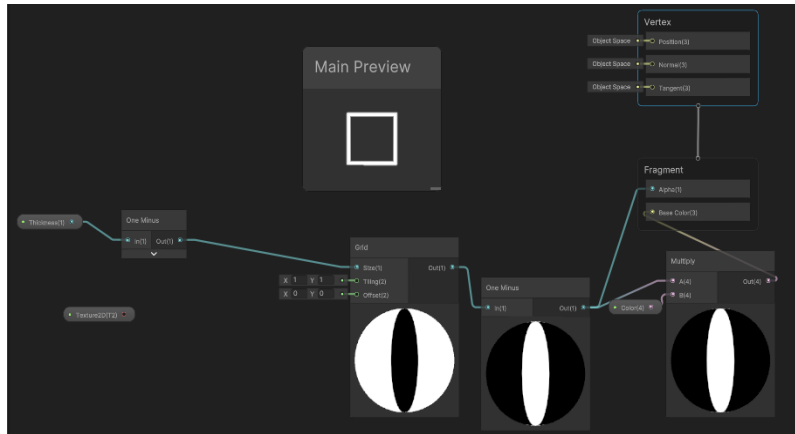 Vertex
Object Space
Position(3)
Object Space
Normal(3)
Object Space
Tangent(3)
Main Preview
Fragment
Alpha(1)
Base Color(3)
Thickness(1)
One Minus
In(1) Out(1)
Grid
Size(1) Out(1)
X 1 Y 1 Tiling(2)
X 0 Y 0 Offset(2)
Texture2D(T2)
One Minus
In(1) Out(1)
Color(4)
Multiply
A(4) Out(4)
B(4)